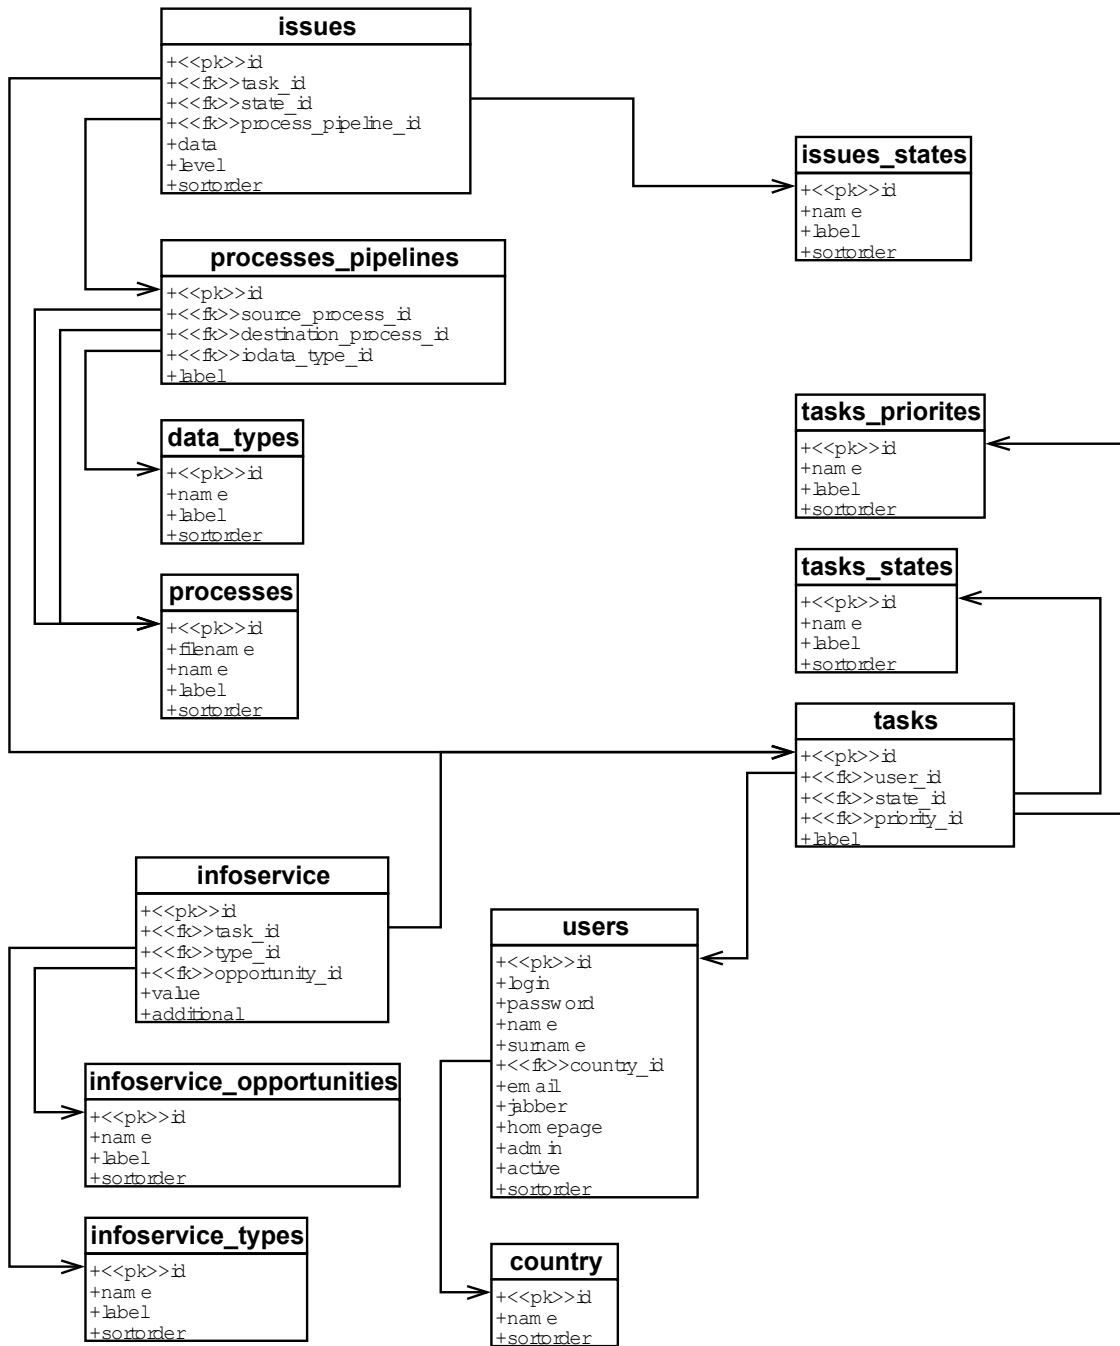 issues
+<<pk>>id
+<<fk>>task_id
+<<fk>>state_id
+<<fk>>process_pipeline_id
+data
+level
+sortorder
issues_states
+<<pk>>id
+name
+label
+sortorder
processes_pipelines
+<<pk>>id
+<<fk>>source_process_id
+<<fk>>destination_process_id
+<<fk>>iodata_type_id
+label
data_types
+<<pk>>id
+name
+label
+sortorder
tasks_priorites
+<<pk>>id
+name
+label
+sortorder
processes
+<<pk>>id
+filename
+name
+label
+sortorder
tasks_states
+<<pk>>id
+name
+label
+sortorder
tasks
+<<pk>>id
+<<fk>>user_id
+<<fk>>state_id
+<<fk>>priority_id
+label
infoservice
+<<pk>>id
+<<fk>>task_id
+<<fk>>type_id
+<<fk>>opportunity_id
+value
+additional
users
+<<pk>>id
+login
+password
+name
+surname
+<<fk>>country_id
+email
+jabber
+homepage
+admin
+active
+sortorder
infoservice_opportunities
+<<pk>>id
+name
+label
+sortorder
infoservice_types
+<<pk>>id
+name
+label
+sortorder
country
+<<pk>>id
+name
+sortorder